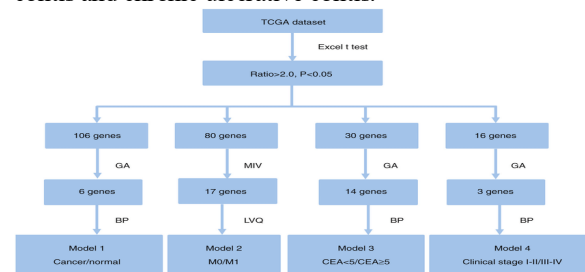 TCGA dataset
Excel t test
Ratio>2.0, P<0.05
106 genes
80 genes
30 genes
16 genes
GA
MIV
GA
GA
6 genes
17 genes
14 genes
3 genes
BP
LVQ
BP
BP
Model 1
Cancer/normal
Model 2
M0/M1
Model 3
CEA<5/CEA≥5
Model 4
Clinical stage I-II/III-IV